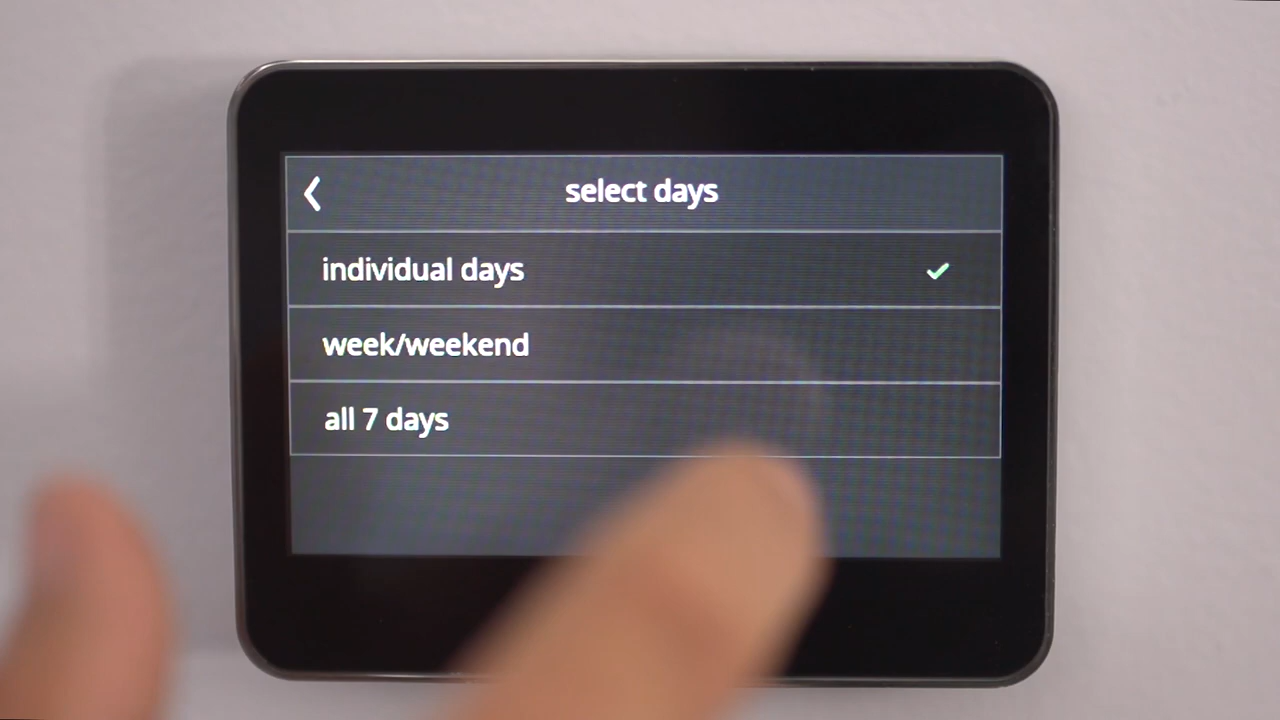 select days
individual days
week/weekend
all 7 days